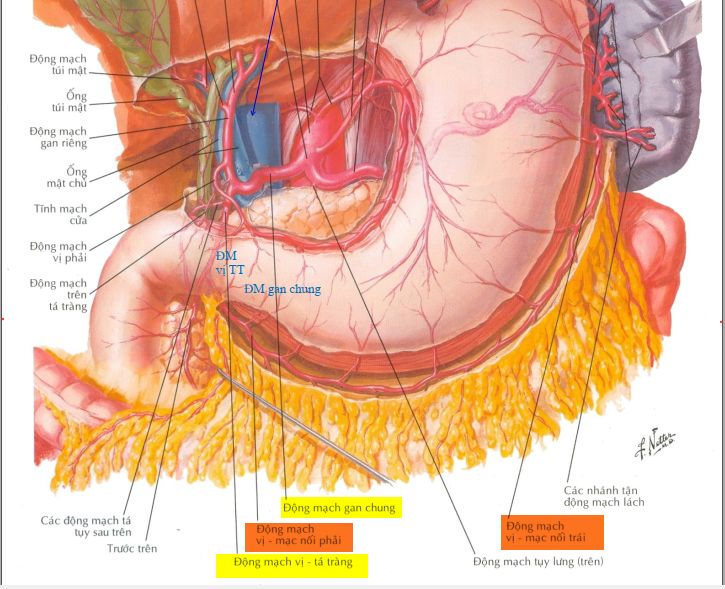 Động mạch
túi mật
Ống
túi mật
Động mạch
gan riêng
Ống
mật chủ
Tĩnh mạch
cửa
Động mạch
vị phải
Động mạch
trên
tá tràng
ĐM
vị TT
ĐM gan chung
F. Netter
M.D.
Các nhánh tận
động mạch lách
Động mạch gan chung
Các động mạch tá
tụy sau trên
Trước trên
Động mạch
vị - mạc nối phải
Động mạch
vị - mạc nối trái
Động mạch vị - tá tràng
Động mạch tụy lưng (trên)